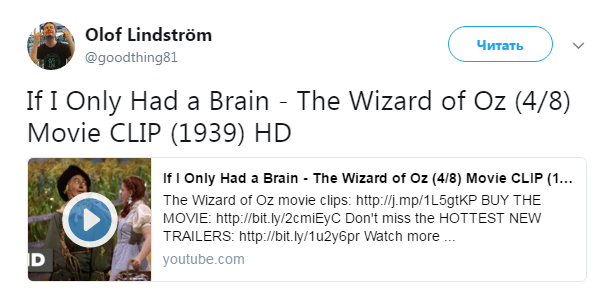 Olof Lindström
@goodthing81
Читать
If I Only Had a Brain - The Wizard of Oz (4/8)
Movie CLIP (1939) HD
If I Only Had a Brain - The Wizard of Oz (4/8) Movie CLIP (1...
The Wizard of Oz movie clips: http://j.mp/1L5gtKP BUY THE
MOVIE: http://bit.ly/2cmiEyC Don't miss the HOTTEST NEW
TRAILERS: http://bit.ly/1u2y6pr Watch more ...
youtube.com
HD